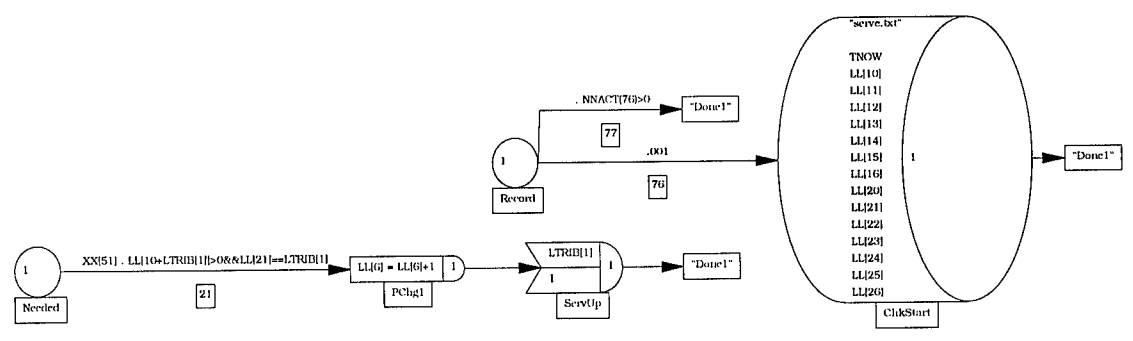 "serve.txt"
TNOW
LL[10]
LL[11]
LL[12]
LL[13]
LL[14]
LL[15]
LL[16]
LL[20]
LL[21]
LL[22]
LL[23]
LL[24]
LL[25]
LL[26]
1
ChkStart
"Done1"
, NNACT(76)>0
"Done1"
77
1
.001
76
Record
1
XX[51] , LL[10+LTRIB[1]]>0&&LL[21]==LTRIB[1]
21
Needed
LL[6] = LL[6]+1
1
PChg1
LTRIB[1]
1
1
ServUp
"Done1"